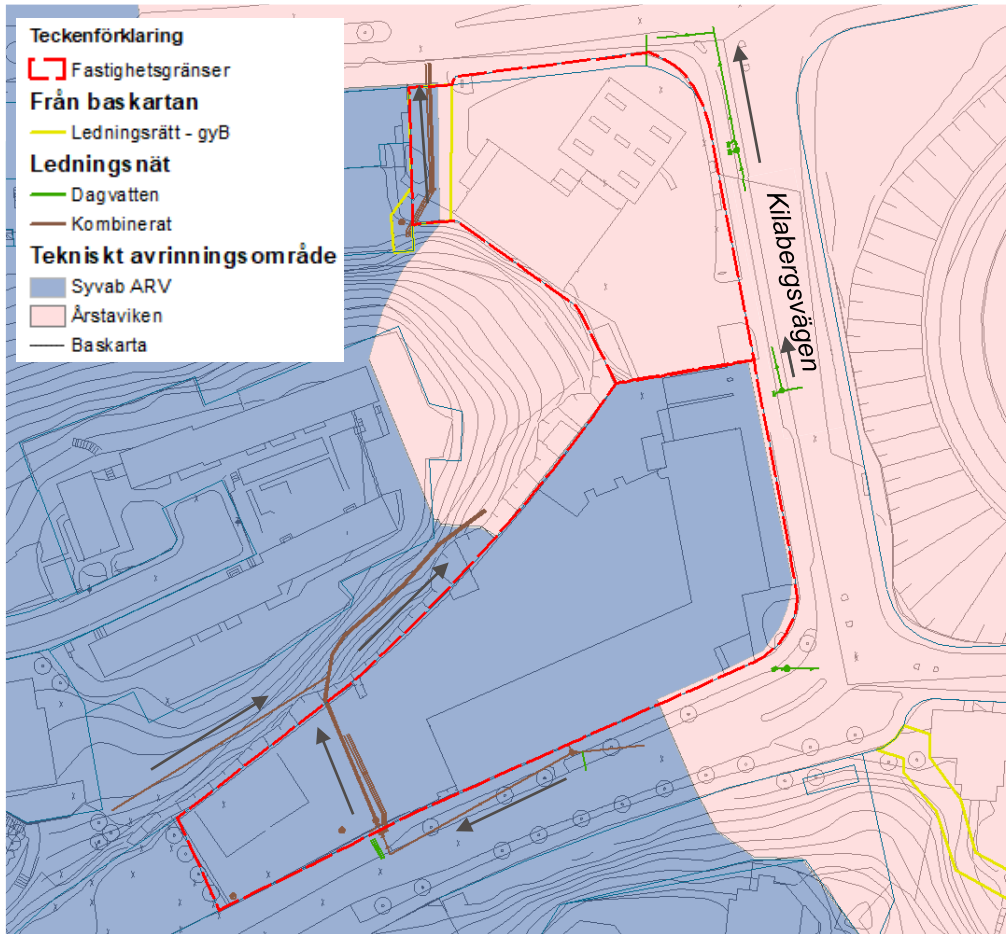 Teckenförklaring
Fastighetsgränser
Från baskartan
Ledningsrätt - gyB
Ledningsnät
Dagvatten
Kombinerat
Tekniskt avrinningsområde
Syvab ARV
Årstaviken
Baskarta
Kilabergsvägen